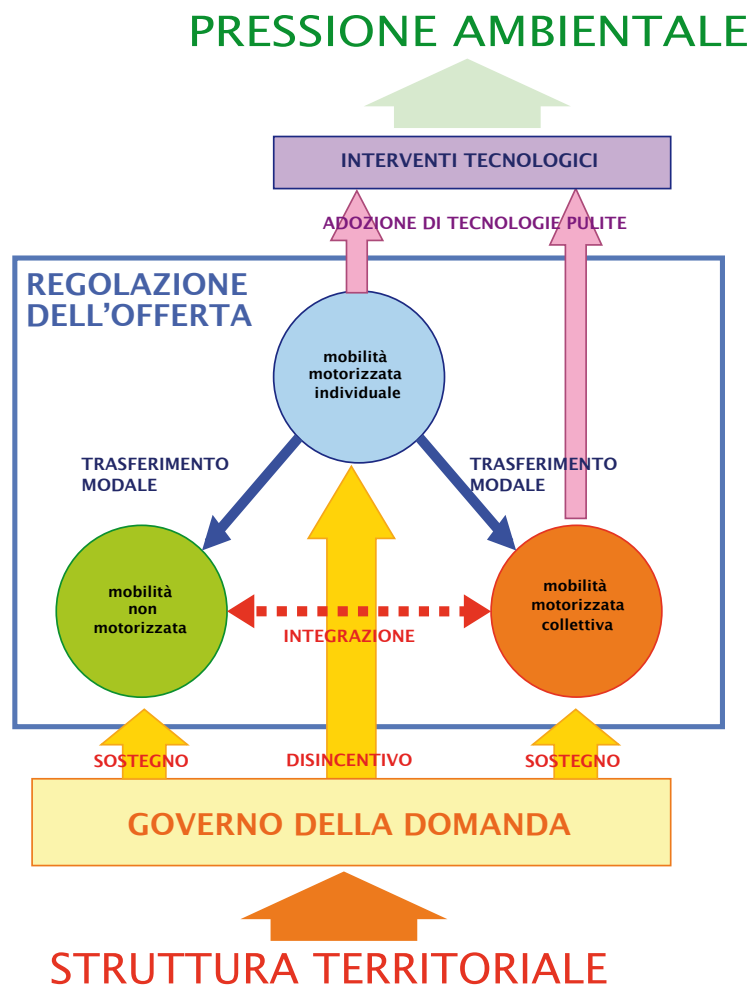 PRESSIONE AMBIENTALE
INTERVENTI TECNOLOGICI
ADOZIONE DI TECNOLOGIE PULITE
REGOLAZIONE
DELL’OFFERTA
mobilità
motorizzata
individuale
TRASFERIMENTO
MODALE
TRASFERIMENTO
MODALE
mobilità
non
motorizzata
mobilità
motorizzata
collettiva
INTEGRAZIONE
SOSTEGNO
DISINCENTIVO
SOSTEGNO
GOVERNO DELLA DOMANDA
STRUTTURA TERRITORIALE